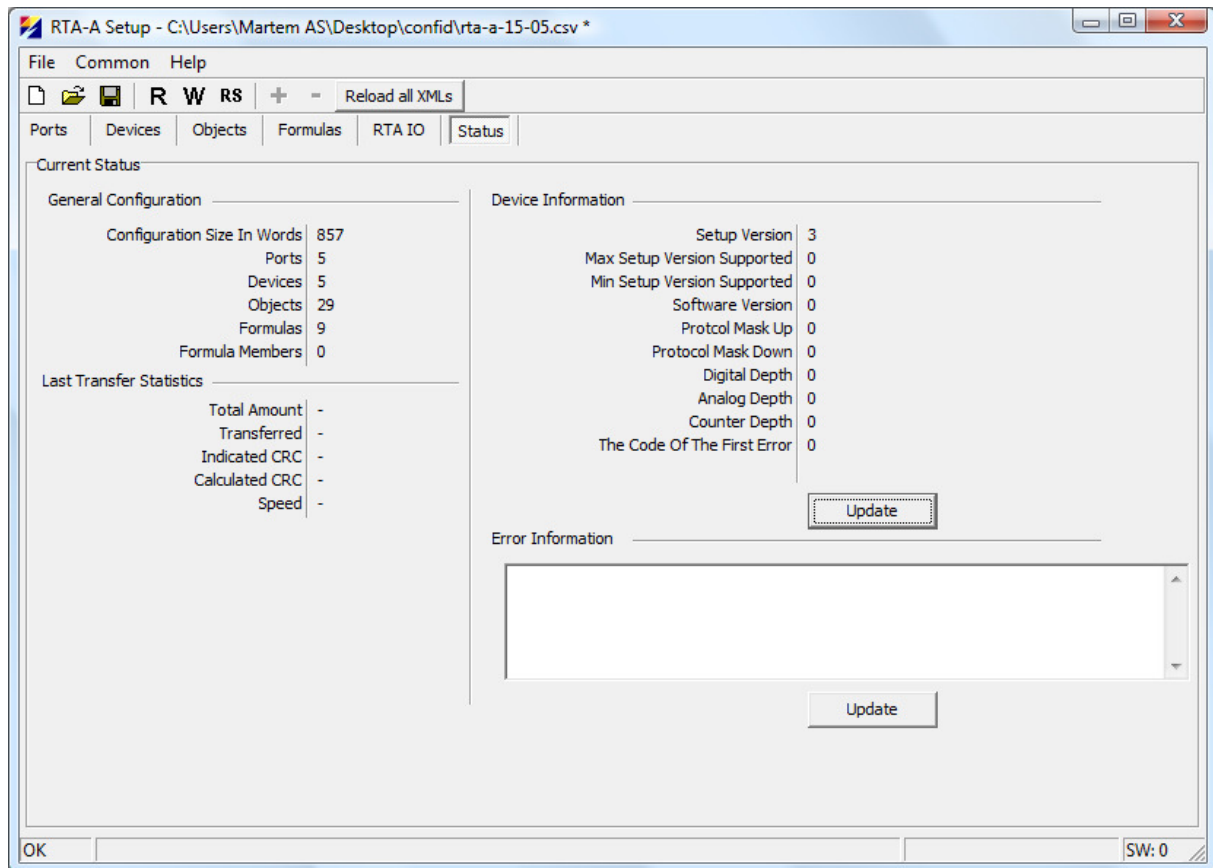 RTA-A Setup - C:\Users\Martem AS\Desktop\confid\rta-a-15-05.csv *
File Common Help
R W RS + - Reload all XMLs
Ports Devices Objects Formulas RTA IO Status
Current Status
General Configuration
Configuration Size In Words 857
Ports 5
Devices 5
Objects 29
Formulas 9
Formula Members 0
Last Transfer Statistics
Total Amount -
Transferred -
Indicated CRC -
Calculated CRC -
Speed -
Device Information
Setup Version 3
Max Setup Version Supported 0
Min Setup Version Supported 0
Software Version 0
Protcol Mask Up 0
Protocol Mask Down 0
Digital Depth 0
Analog Depth 0
Counter Depth 0
The Code Of The First Error 0
Update
Error Information
Update
OK SW: 0